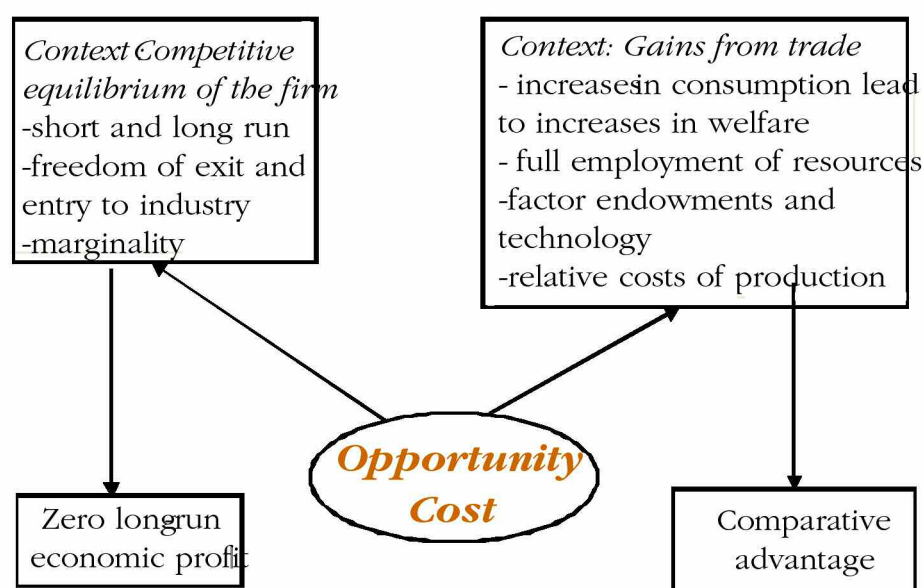 Context: Competitive
equilibrium of the firm
-short and long run
-freedom of exit and
entry to industry
-marginality
Context: Gains from trade
- increases in consumption lead
to increases in welfare
- full employment of resources
-factor endowments and
technology
-relative costs of production
Opportunity
Cost
Zero long-run
economic profit
Comparative
advantage